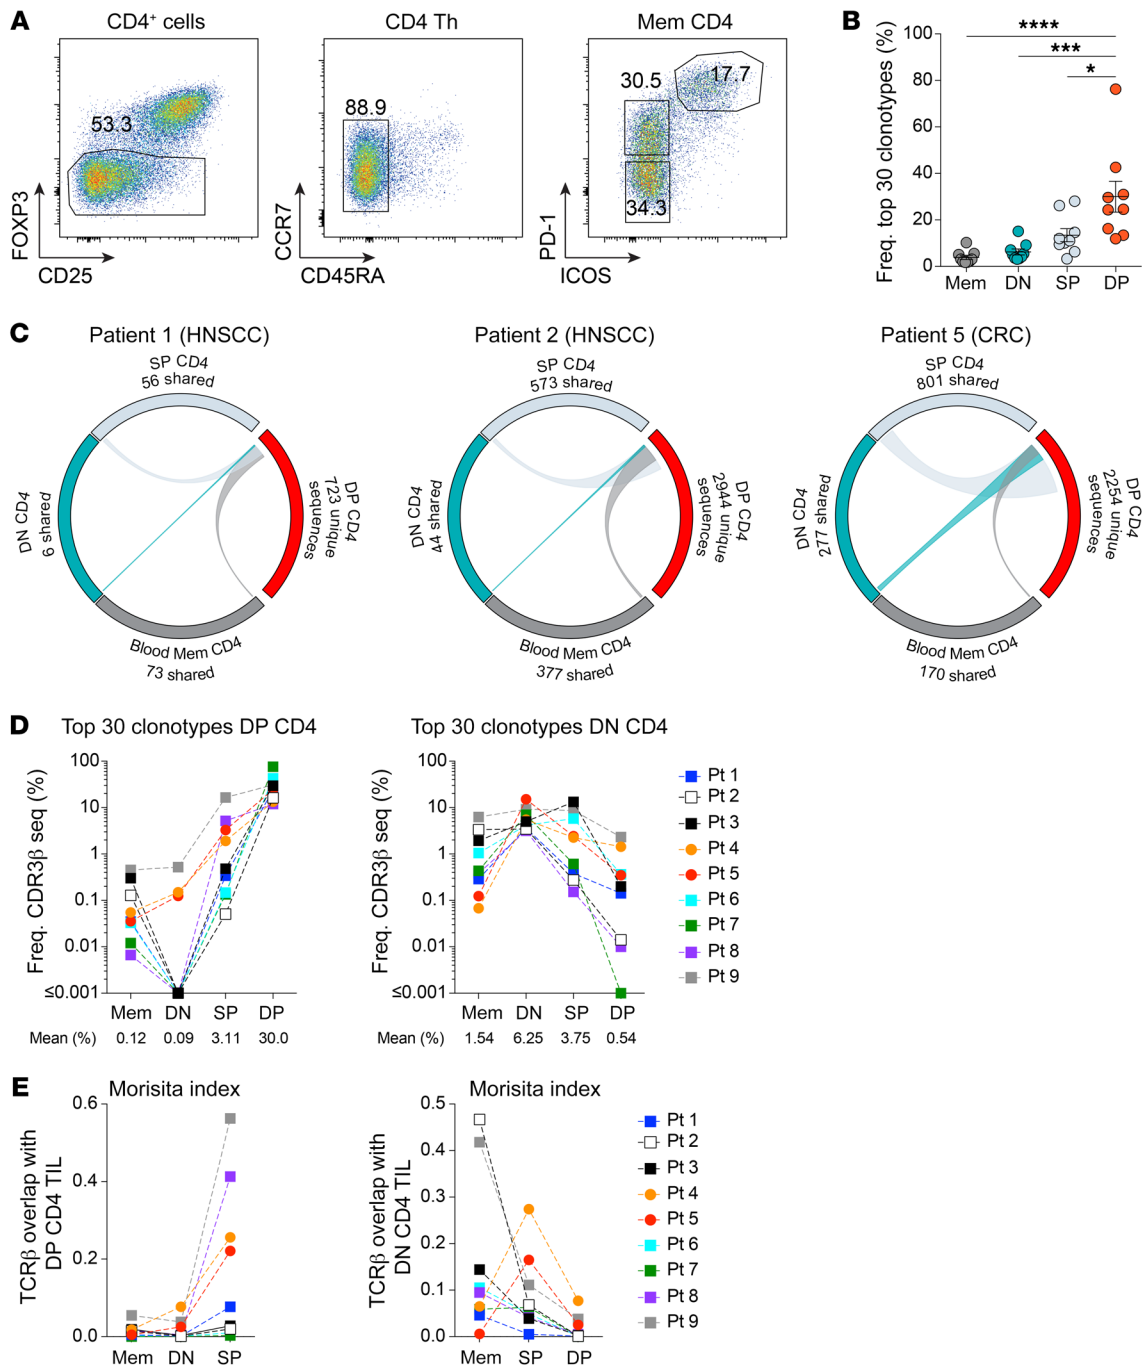 A
CD4+ cells
CD4 Th
Mem CD4
53.3
88.9
30.5
17.7
34.3
FOXP3
CD25
CCR7
CD45RA
PD-1
ICOS
B
Freq. top 30 clonotypes (%)
100
80
60
40
20
0
****
***
*
Mem DN SP DP
C
Patient 1 (HNSCC)
SP CD4
56 shared
DN CD4
6 shared
DP CD4
723 unique
sequences
Blood Mem CD4
73 shared
Patient 2 (HNSCC)
SP CD4
573 shared
DN CD4
44 shared
DP CD4
2944 unique
sequences
Blood Mem CD4
377 shared
Patient 5 (CRC)
SP CD4
801 shared
DN CD4
277 shared
DP CD4
2254 unique
sequences
Blood Mem CD4
170 shared
D
Top 30 clonotypes DP CD4
Freq. CDR3β seq (%)
100
10
1
0.1
0.01
≤0.001
Mem DN SP DP
Mean (%) 0.12 0.09 3.11 30.0
Top 30 clonotypes DN CD4
Freq. CDR3β seq (%)
100
10
1
0.1
0.01
≤0.001
Mem DN SP DP
Mean (%) 1.54 6.25 3.75 0.54
Pt 1
Pt 2
Pt 3
Pt 4
Pt 5
Pt 6
Pt 7
Pt 8
Pt 9
E
Morisita index
TCRβ overlap with
DP CD4 TIL
0.6
0.4
0.2
0.0
Mem DN SP
Morisita index
TCRβ overlap with
DN CD4 TIL
0.5
0.4
0.3
0.2
0.1
0.0
Mem SP DP
Pt 1
Pt 2
Pt 3
Pt 4
Pt 5
Pt 6
Pt 7
Pt 8
Pt 9